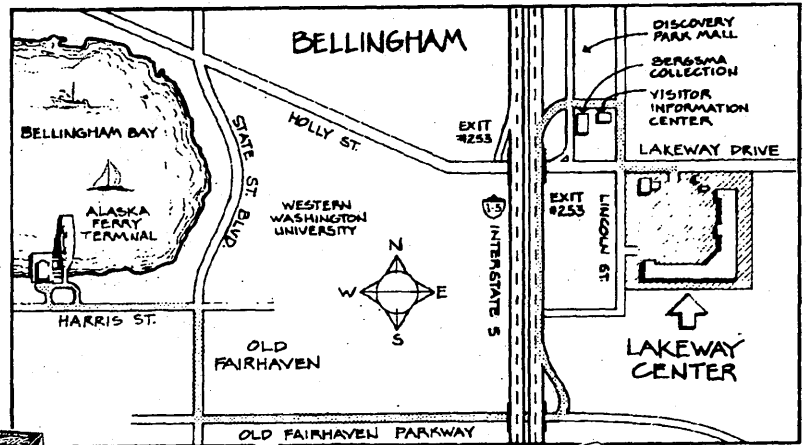 BELLINGHAM
DISCOVERY
PARK MALL
BERGSMA
COLLECTION
VISITOR
INFORMATION
CENTER
BELLINGHAM BAY
STATE ST. BLVD.
HOLLY ST.
EXIT
#253
LAKEWAY DRIVE
ALASKA
FERRY
TERMNAL
WESTERN
WASHINGTON
UNIVERSITY
I-5
INTERSTATE 5
EXIT
#253
LINCOLN ST.
N
W
E
S
HARRIS ST.
OLD
FAIRHAVEN
LAKEWAY
CENTER
OLD FAIRHAVEN PARKWAY